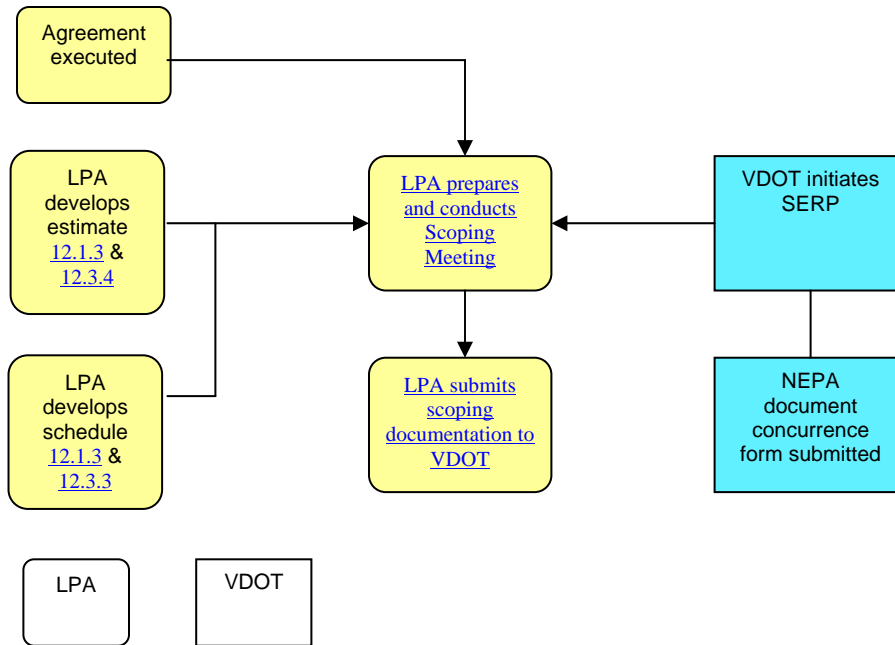 Agreement
executed
LPA
develops
estimate
12.1.3 &
12.3.4
LPA prepares
and conducts
Scoping
Meeting
VDOT initiates
SERP
LPA
develops
schedule
12.1.3 &
12.3.3
LPA submits
scoping
documentation to
VDOT
NEPA
document
concurrence
form submitted
LPA
VDOT